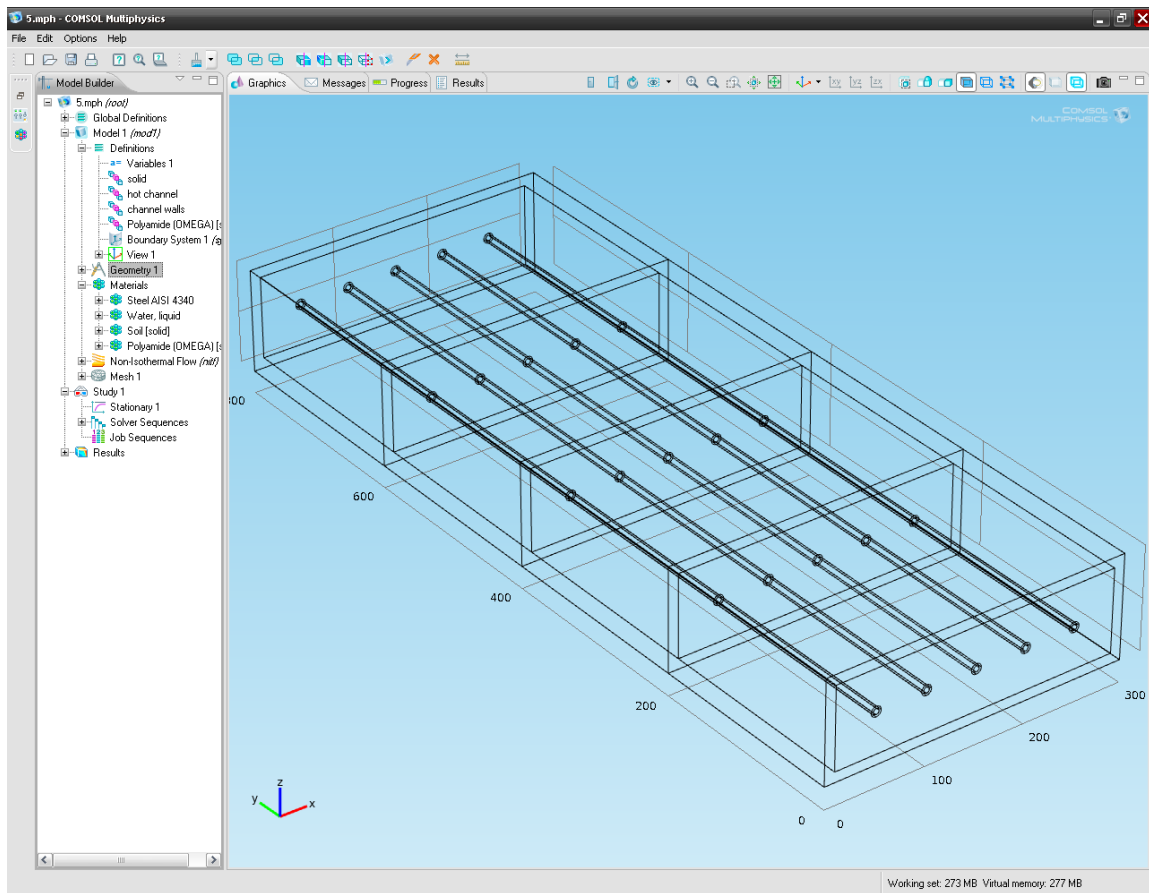 5.mph - COMSOL Multiphysics
File Edit Options Help
Model Builder
Graphics Messages Progress Results
5.mph (root)
Global Definitions
Model 1 (mod1)
Definitions
a= Variables 1
solid
hot channel
channel walls
Polyamide (OMEGA) [s
Boundary System 1 (s
View 1
Geometry 1
Materials
Steel AISI 4340
Water, liquid
Soil [solid]
Polyamide (OMEGA) [s
Non-Isothermal Flow (nitf)
Mesh 1
Study 1
Stationary 1
Solver Sequences
Job Sequences
Results
COMSOL
MULTIPHYSICS
600
400
200
0
0
100
200
300
z
y
x
Working set: 273 MB Virtual memory: 277 MB